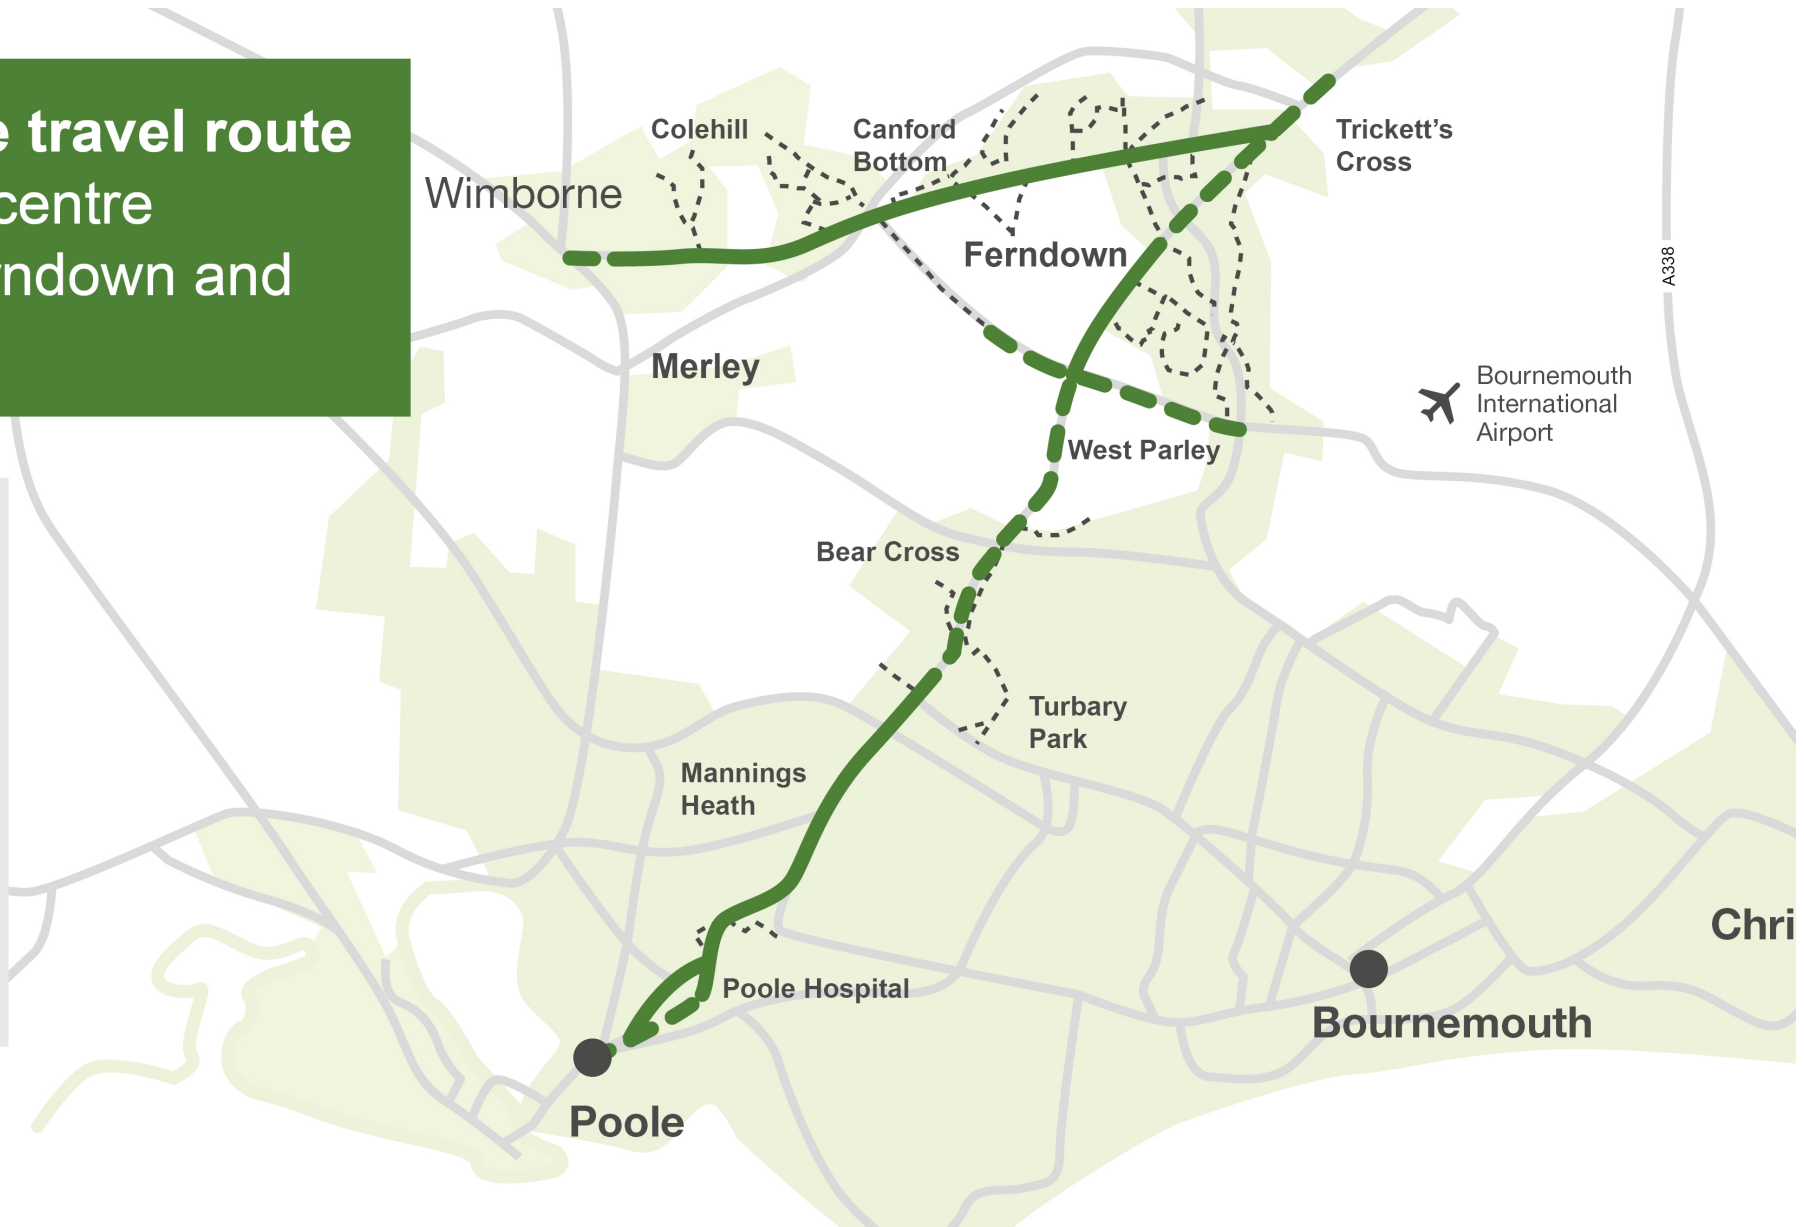 e travel route
centre
rndown and
Colehill
Canford
Bottom
Trickett's
Cross
Wimborne
Ferndown
A338
Merley
Bournemouth
International
Airport
West Parley
Bear Cross
Turbary
Park
Mannings
Heath
Chri
Poole Hospital
Bournemouth
Poole